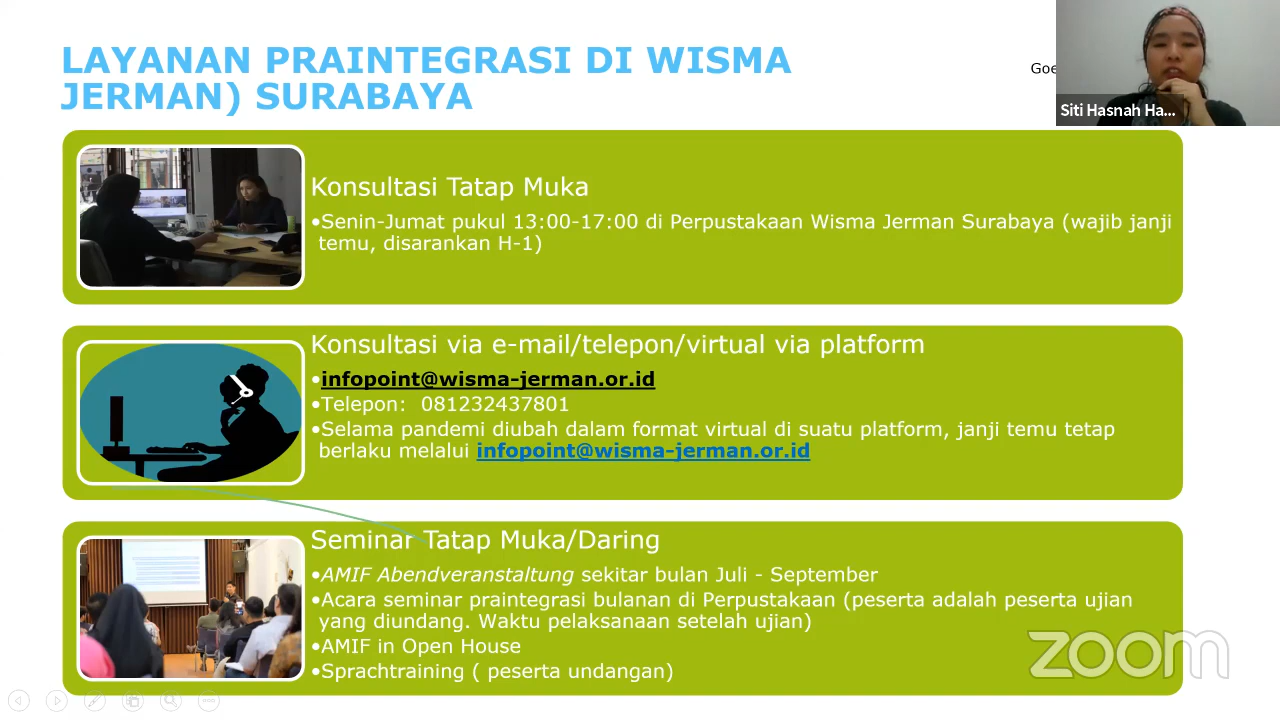 LAYANAN PRAINTEGRASI DI WISMA
JERMAN) SURABAYA
Goe
Siti Hasnah Ha...
Konsultasi Tatap Muka
•Senin-Jumat pukul 13:00-17:00 di Perpustakaan Wisma Jerman Surabaya (wajib janji
temu, disarankan H-1)
Konsultasi via e-mail/telepon/virtual via platform
•infopoint@wisma-jerman.or.id
•Telepon: 081232437801
•Selama pandemi diubah dalam format virtual di suatu platform, janji temu tetap
berlaku melalui infopoint@wisma-jerman.or.id
Seminar Tatap Muka/Daring
•AMIF Abendveranstaltung sekitar bulan Juli - September
•Acara seminar praintegrasi bulanan di Perpustakaan (peserta adalah peserta ujian
yang diundang. Waktu pelaksanaan setelah ujian)
•AMIF in Open House
•Sprachtraining ( peserta undangan)
zoom